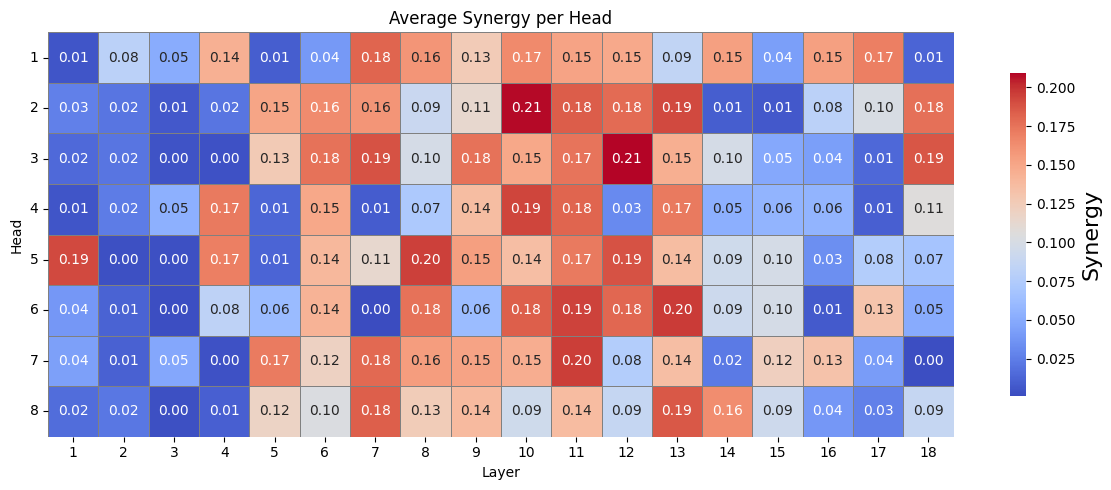 Average Synergy per Head
1 0.01 0.08 0.05 0.14 0.01 0.04 0.18 0.16 0.13 0.17 0.15 0.15 0.09 0.15 0.04 0.15 0.17 0.01
2 0.03 0.02 0.01 0.02 0.15 0.16 0.16 0.09 0.11 0.21 0.18 0.18 0.19 0.01 0.01 0.08 0.10 0.18
3 0.02 0.02 0.00 0.00 0.13 0.18 0.19 0.10 0.18 0.15 0.17 0.21 0.15 0.10 0.05 0.04 0.01 0.19
4 0.01 0.02 0.05 0.17 0.01 0.15 0.01 0.07 0.14 0.19 0.18 0.03 0.17 0.05 0.06 0.06 0.01 0.11
5 0.19 0.00 0.00 0.17 0.01 0.14 0.11 0.20 0.15 0.14 0.17 0.19 0.14 0.09 0.10 0.03 0.08 0.07
6 0.04 0.01 0.00 0.08 0.06 0.14 0.00 0.18 0.06 0.18 0.19 0.18 0.20 0.09 0.10 0.01 0.13 0.05
7 0.04 0.01 0.05 0.00 0.17 0.12 0.18 0.16 0.15 0.15 0.20 0.08 0.14 0.02 0.12 0.13 0.04 0.00
8 0.02 0.02 0.00 0.01 0.12 0.10 0.18 0.13 0.14 0.09 0.14 0.09 0.19 0.16 0.09 0.04 0.03 0.09
1 2 3 4 5 6 7 8 9 10 11 12 13 14 15 16 17 18
Layer
Head
0.200
0.175
0.150
0.125
0.100
0.075
0.050
0.025
Synergy